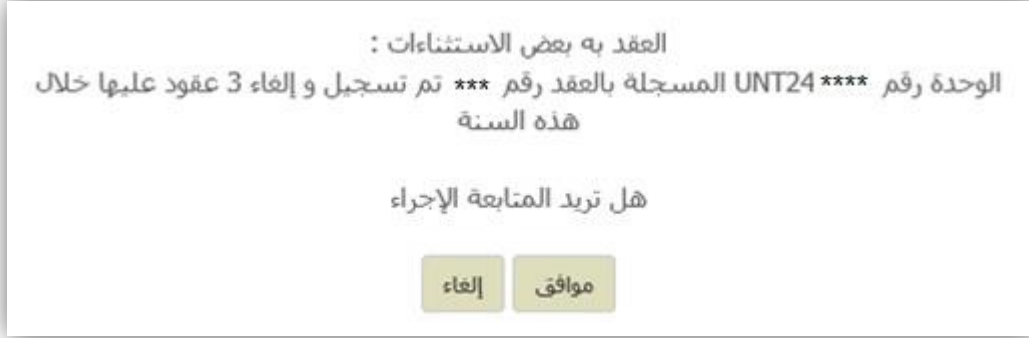 العقد به بعض الاستثناءات :
الوحدة رقم **** UNT24 المسجلة بالعقد رقم *** تم تسجيل و إلغاء 3 عقود عليها خلال
هذه السنة
هل تريد المتابعة الإجراء
موافق إلغاء